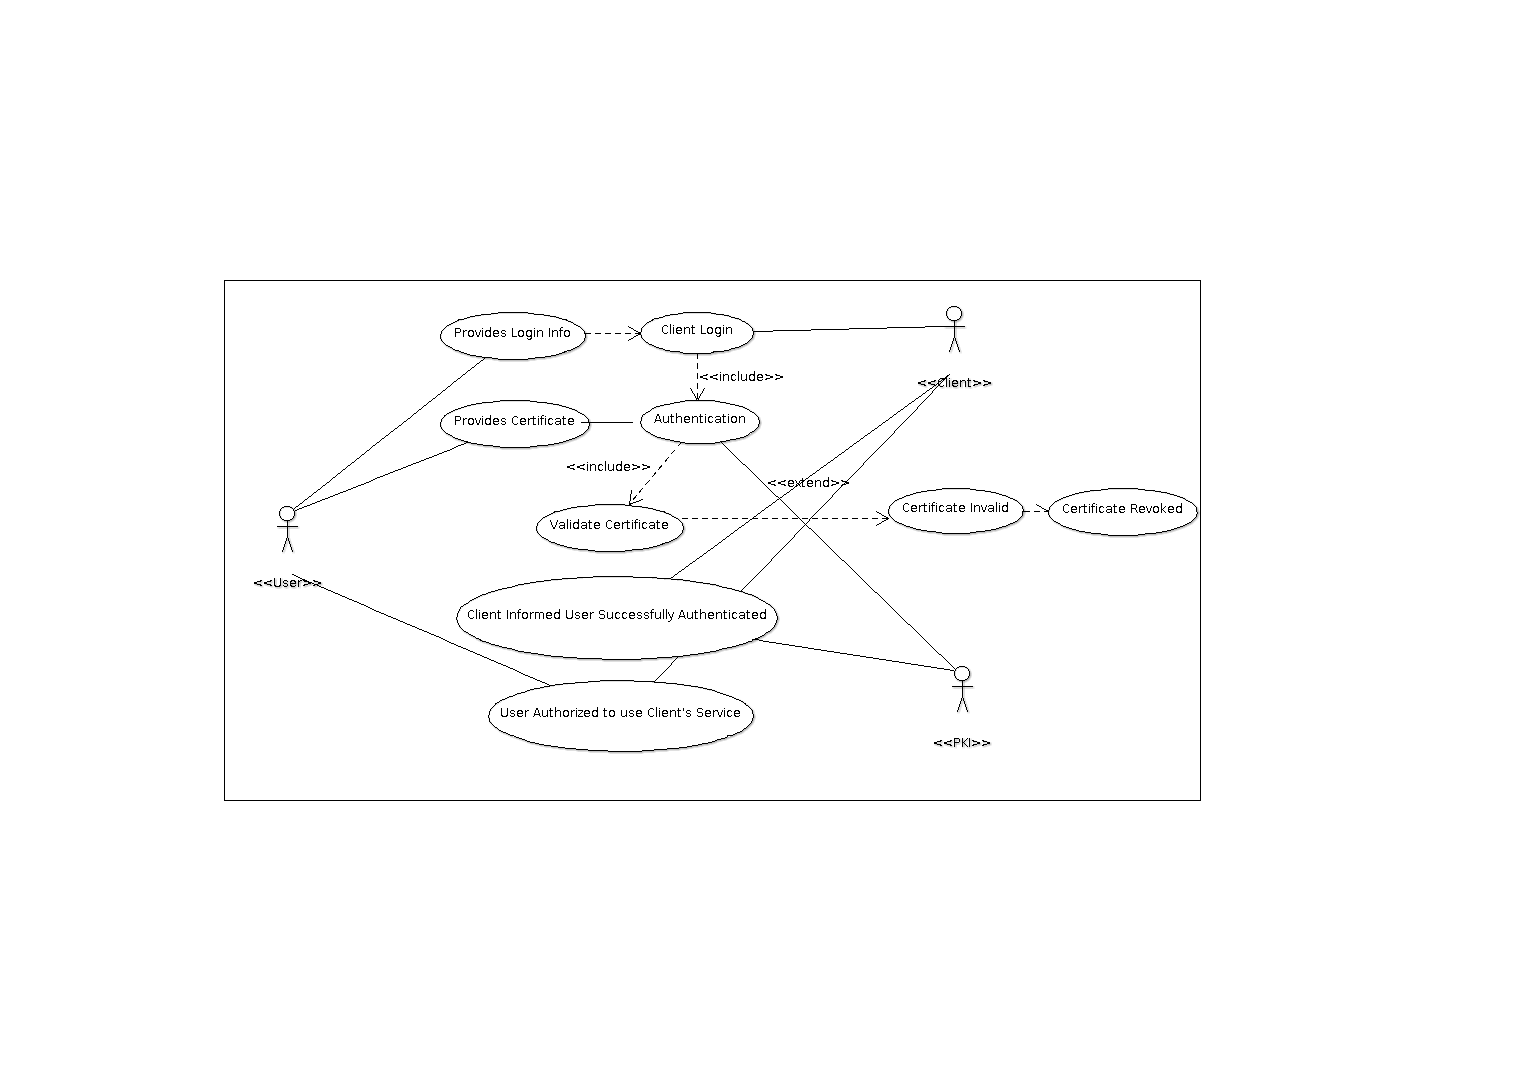 Provides Login Info
Client Login
<<include>>
<<Client>>
Provides Certificate
Authentication
<<include>>
<<extend>>
Validate Certificate
Certificate Invalid
Certificate Revoked
<<User>>
Client Informed User Successfully Authenticated
User Authorized to use Client's Service
<<PKI>>